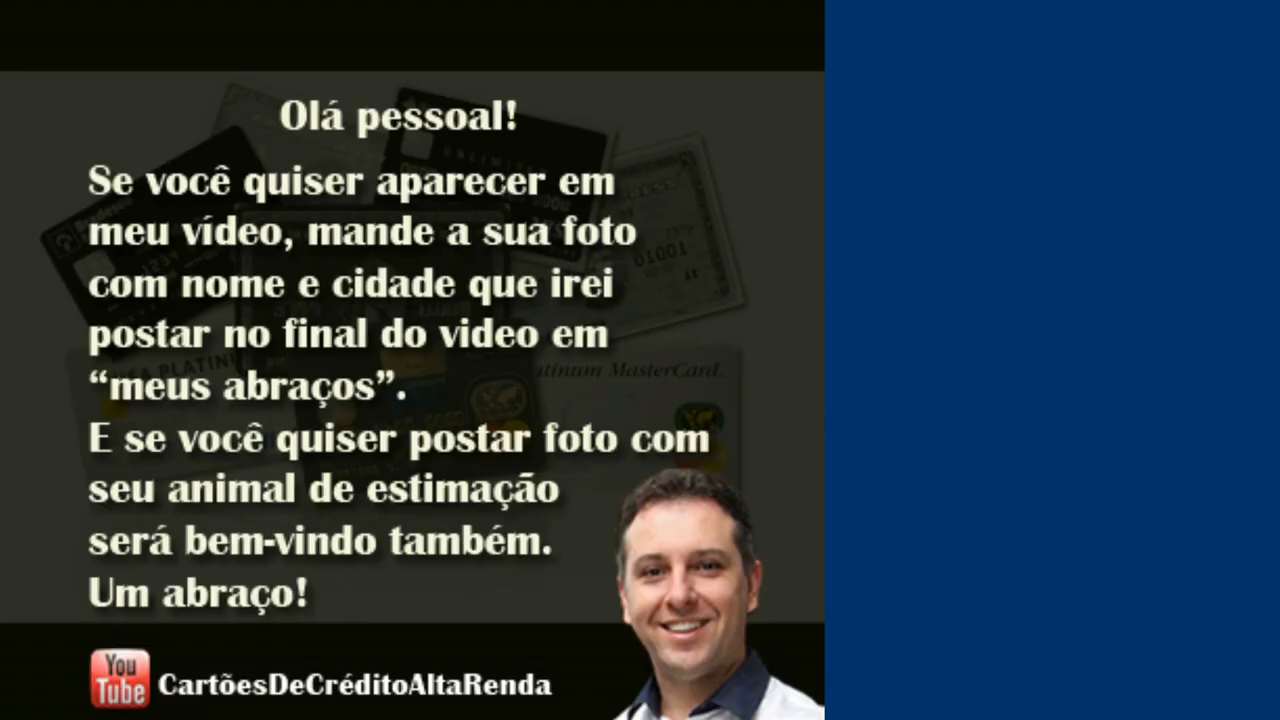 Olá pessoal!
Se você quiser aparecer em
meu vídeo, mande a sua foto
com nome e cidade que irei
postar no final do video em
“meus abraços”.
E se você quiser postar foto com
seu animal de estimação
será bem-vindo também.
Um abraço!
You
Tube
CartõesDeCréditoAltaRenda
Platinum MasterCard